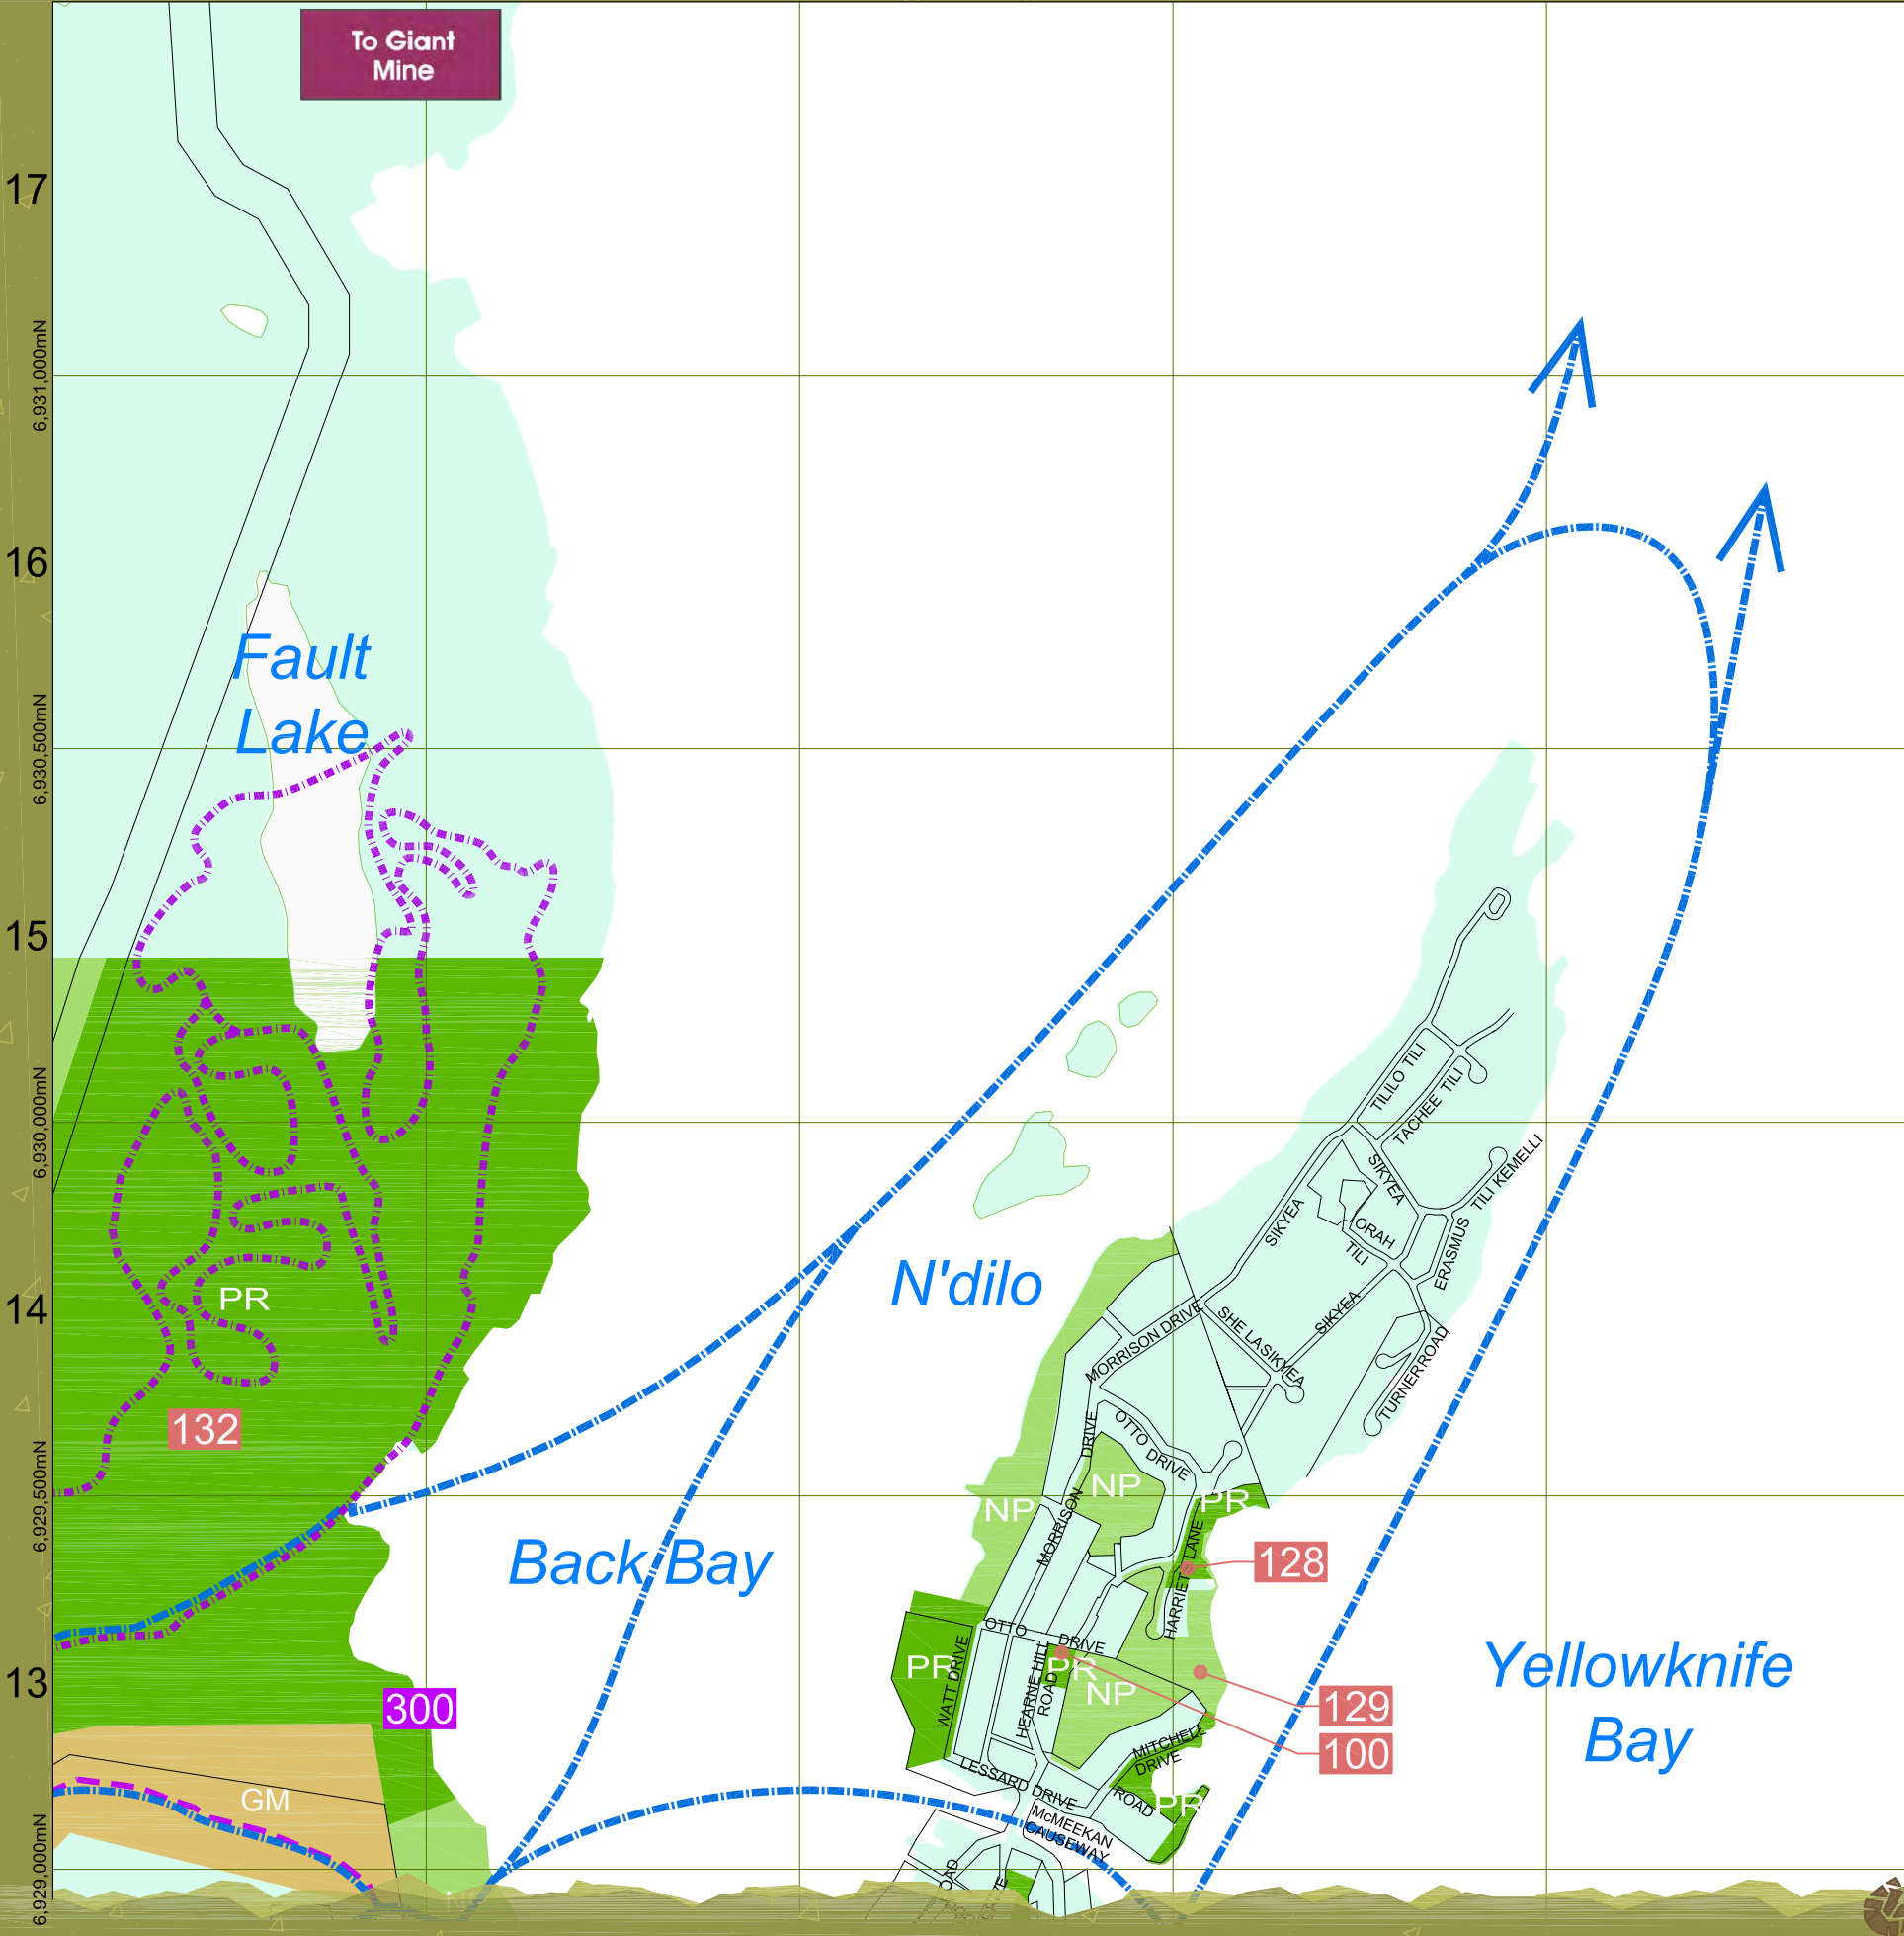 To Giant
Mine
17
6,931,000mN
16
Fault
Lake
6,930,500mN
15
6,930,000mN
TILILO TILI
TACHEE TILI
SIKYEA
TILI KEMELLI
SIKYEA
ORAH
TILI
ERASMUS
N'dilo
PR
14
MORRISON DRIVE
SHE LASIKYEA
SIKYEA
TURNER ROAD
132
DRIVE
OTTO DRIVE
NP
NP
PR
6,929,500mN
MORRISON
HARRIET LANE
128
Back Bay
OTTO
DRIVE
PR
WATT DRIVE
HEARNE HILL
ROAD
PR
NP
Yellowknife
Bay
13
300
129
100
MITCHELL
DRIVE
LESSARD DRIVE
ROAD
PR
GM
McMEEKAN
CAUSEWAY
6,929,000mN